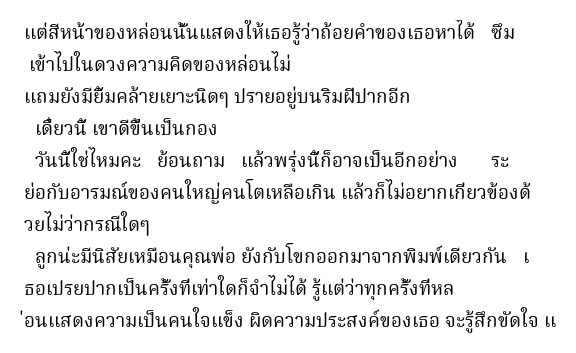 แต่สีหน้าของหล่อนนั้นแสดงให้เธอรู้ว่าถ้อยคำของเธอหาได้ ซึม
เข้าไปในดวงความคิดของหล่อนไม่
แถมยังมียิ้มคล้ายเยาะนิดๆ ปรายอยู่บนริมฝีปากอีก
เดี๋ยวนี้ เขาดีขึ้นเป็นกอง
วันนี้ใช่ไหมคะ ย้อนถาม แล้วพรุ่งนี้ก็อาจเป็นอีกอย่าง ระ
ย่อกับอารมณ์ของคนใหญ่คนโตเหลือเกิน แล้วก็ไม่อยากเกี่ยวข้องด้
วยไม่ว่ากรณีใดๆ
ลูกน่ะมีนิสัยเหมือนคุณพ่อ ยังกับโขกออกมาจากพิมพ์เดียวกัน เ
ธอเปรยปากเป็นครั้งที่เท่าใดก็จำไม่ได้ รู้แต่ว่าทุกครั้งที่หล
่อนแสดงความเป็นคนใจแข็ง ผิดความประสงค์ของเธอ จะรู้สึกขัดใจ แ